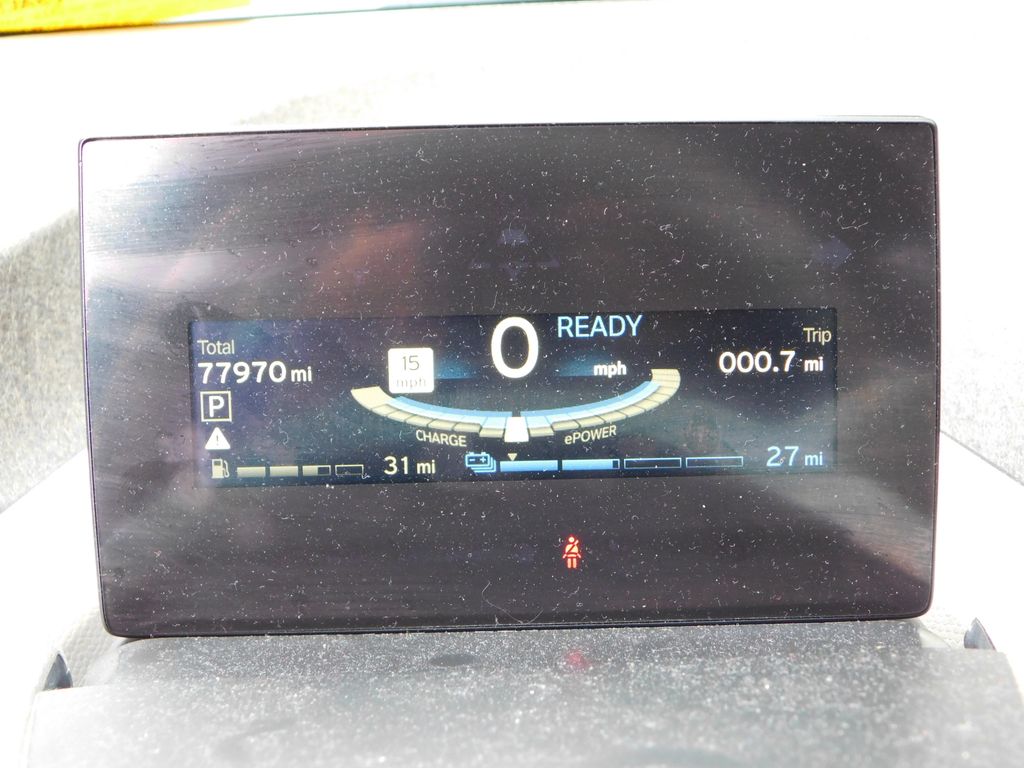 READY
0
mph
Total
77970 mi
15
mph
Trip
000.7 mi
P
CHARGE
ePOWER
31 mi
27 mi